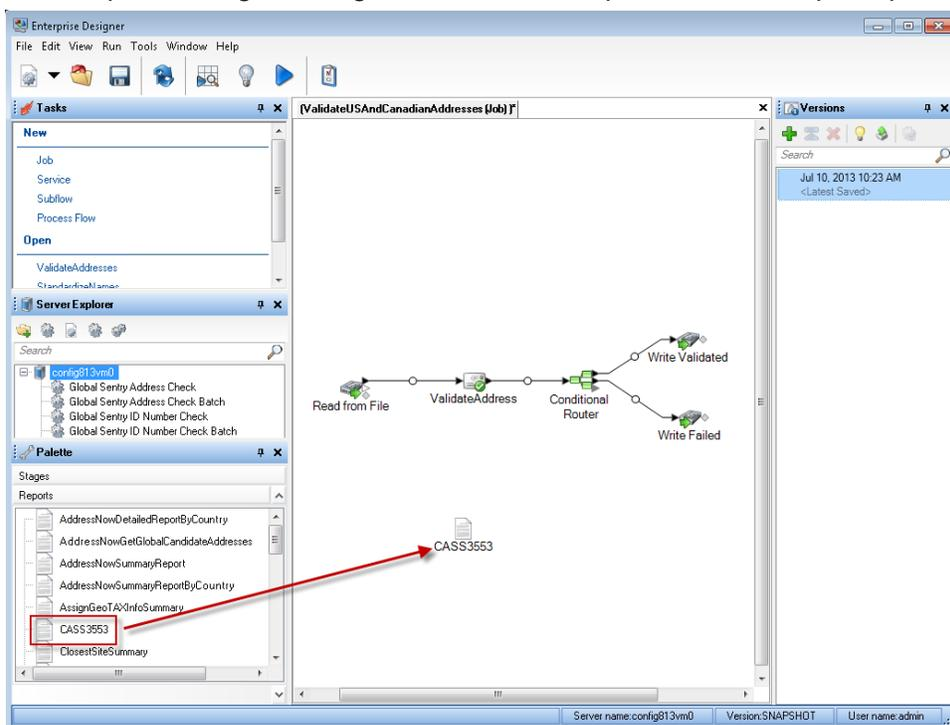 Enterprise Designer
File Edit View Run Tools Window Help
Tasks
New
Job
Service
Subflow
Process Flow
Open
ValidateAddresses
StandardizeNames
Server Explorer
Search
config813vm0
Global Sentry Address Check
Global Sentry Address Check Batch
Global Sentry ID Number Check
Global Sentry ID Number Check Batch
Palette
Stages
Reports
AddressNowDetailedReportByCountry
AddressNowGetGlobalCandidateAddresses
AddressNowSummaryReport
AddressNowSummaryReportByCountry
AssignGeoTAXInfoSummary
CASS3553
ClosestSiteSummary
(ValidateUSAndCanadianAddresses (Job) )*
Read from File
ValidateAddress
Conditional Router
Write Validated
Write Failed
CASS3553
Versions
Search
Jul 10, 2013 10:23 AM
<Latest Saved>
Server name:config813vm0 Version:SNAPSHOT User name:admin